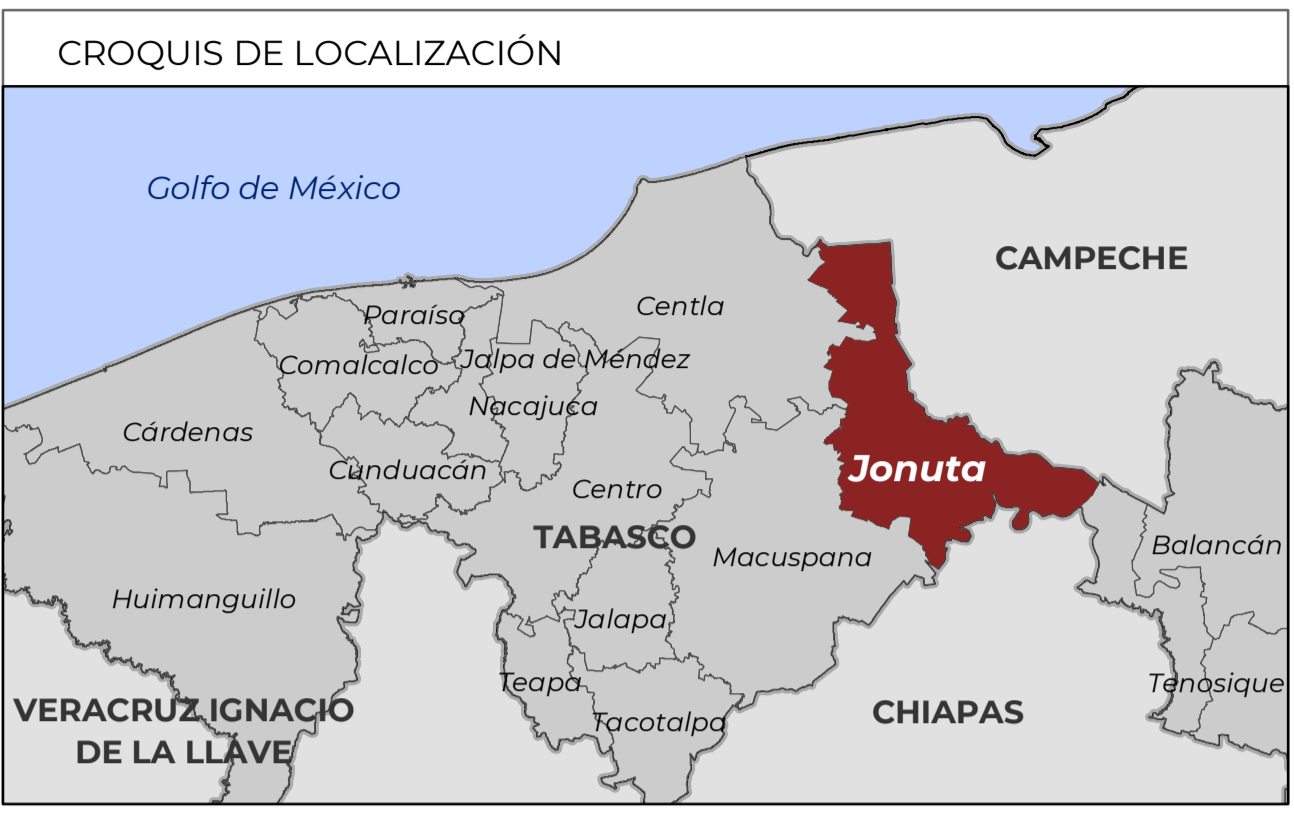 CROQUIS DE LOCALIZACIÓN
Golfo de México
CAMPECHE
Centla
Paraíso
Jalpa de Méndez
Comalcalco
Nacajuca
Cárdenas
Cunduacán
Jonuta
Centro
TABASCO
Macuspana
Balancán
Huimanguillo
Jalapa
Teapa
Tenosique
VERACRUZ IGNACIO
DE LA LLAVE
CHIAPAS
Tacotalpa